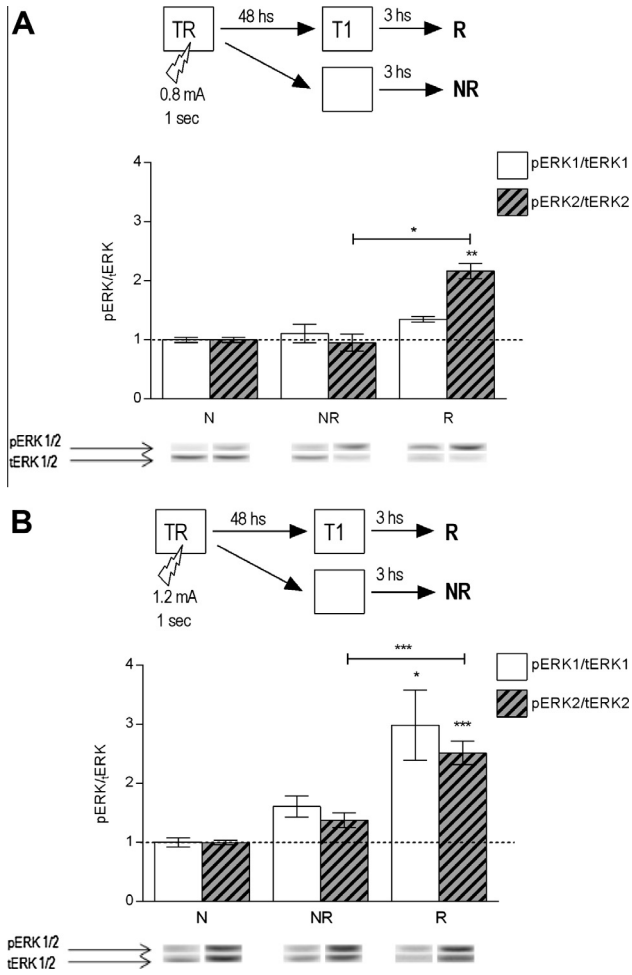 A
TR 48 hs T1 3 hs R
3 hs NR
0.8 mA
1 sec
pERK1/tERK1
pERK2/tERK2
4
3
2
1
0
pERK/tERK
*
**
N NR R
pERK1/2
tERK1/2
B
TR 48 hs T1 3 hs R
3 hs NR
1.2 mA
1 sec
pERK1/tERK1
pERK2/tERK2
4
3
2
1
0
pERK/tERK
***
*
***
N NR R
pERK1/2
tERK1/2